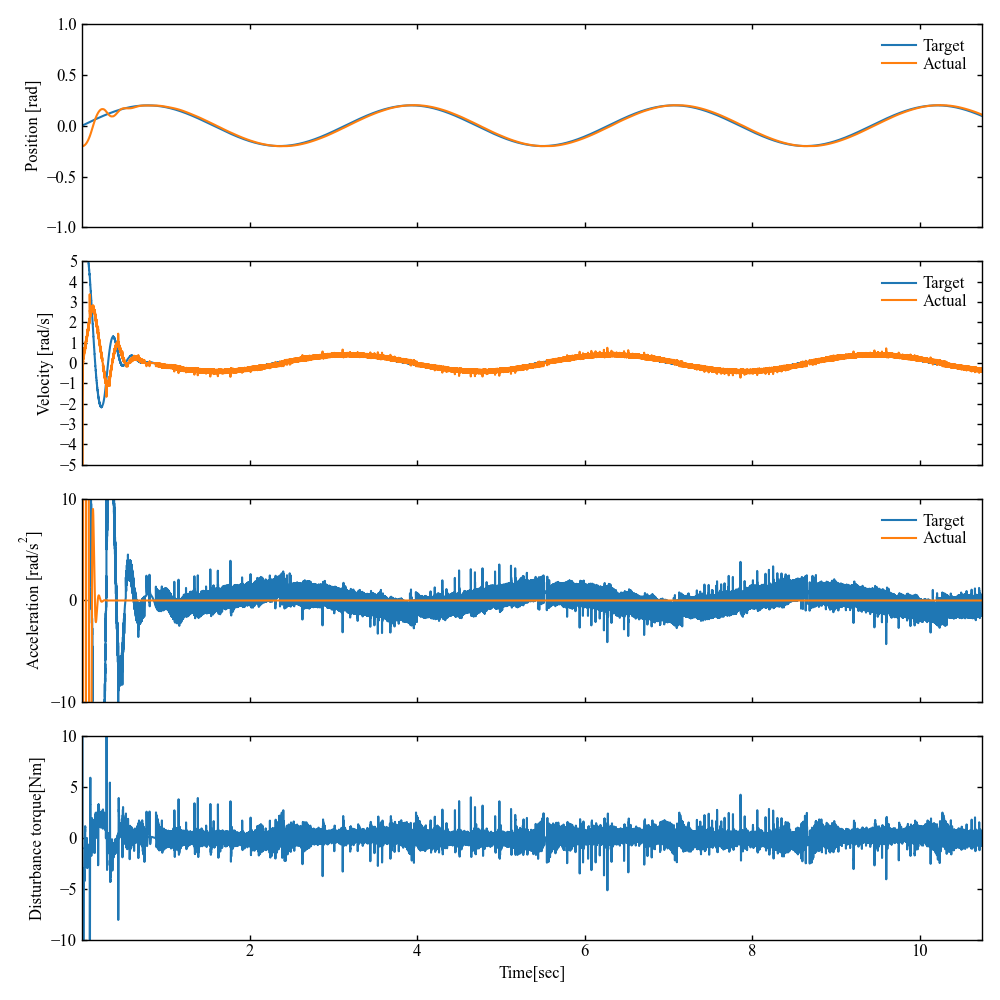 1.0
0.5
0.0
−0.5
−1.0
Position [rad]
Target
Actual
5
4
3
2
1
0
−1
−2
−3
−4
−5
Velocity [rad/s]
Target
Actual
10
0
−10
Acceleration [rad/s²]
Target
Actual
10
5
0
−5
−10
Disturbance torque[Nm]
2 4 6 8 10
Time[sec]